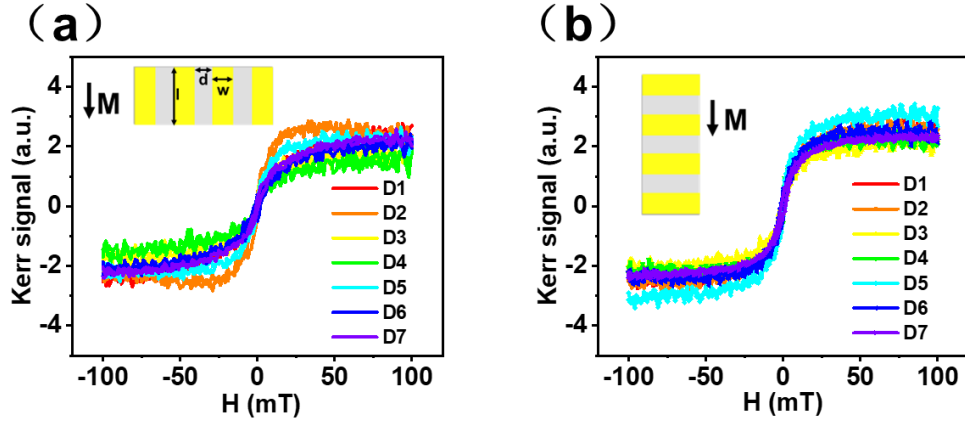 (a)
Kerr signal (a.u.)
4
2
0
-2
-4
M
l
d
w
D1
D2
D3
D4
D5
D6
D7
-100
-50
0
50
100
H (mT)
(b)
Kerr signal (a.u.)
4
2
0
-2
-4
M
D1
D2
D3
D4
D5
D6
D7
-100
-50
0
50
100
H (mT)